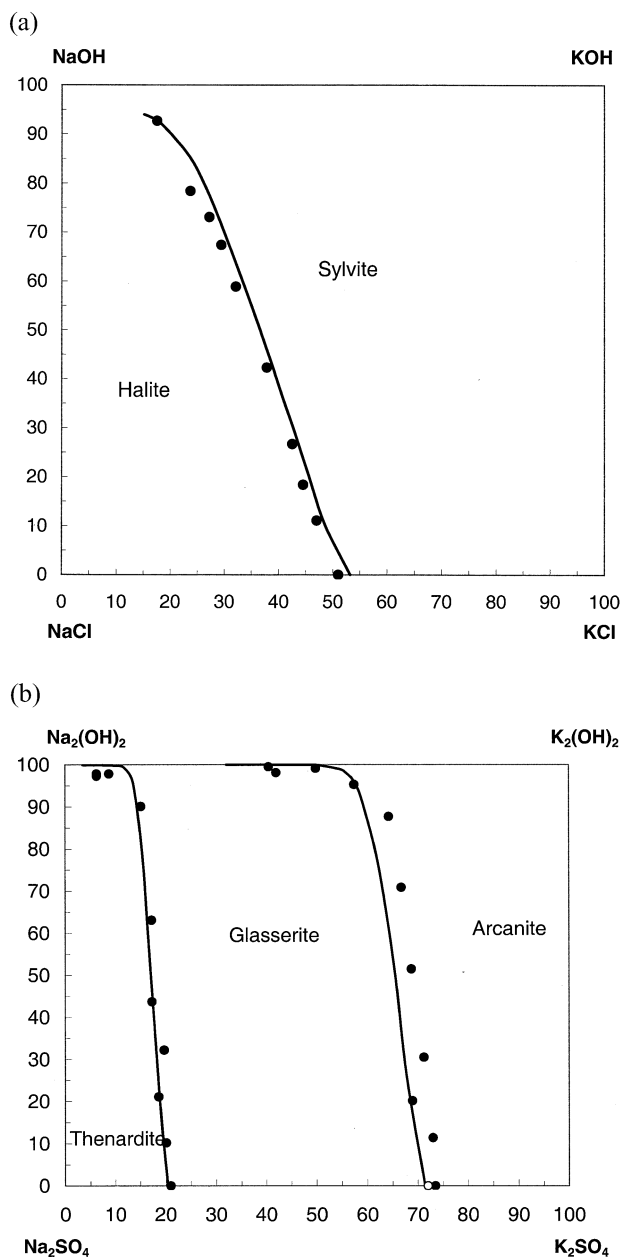 (a)
NaOH KOH
100
90
80
70
60
50
40
30
20
10
0
Sylvite
Halite
0 10 20 30 40 50 60 70 80 90 100
NaCl KCl
(b)
Na₂(OH)₂ K₂(OH)₂
100
90
80
70
60
50
40
30
20
10
0
Arcanite
Glasserite
Thenardite
0 10 20 30 40 50 60 70 80 90 100
Na₂SO₄ K₂SO₄